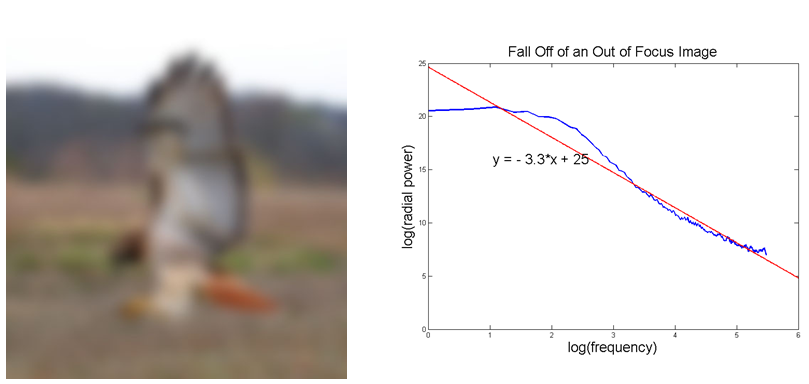 Fall Off of an Out of Focus Image
25
20
15
10
5
0
y = - 3.3*x + 25
log(radial power)
0 1 2 3 4 5 6
log(frequency)